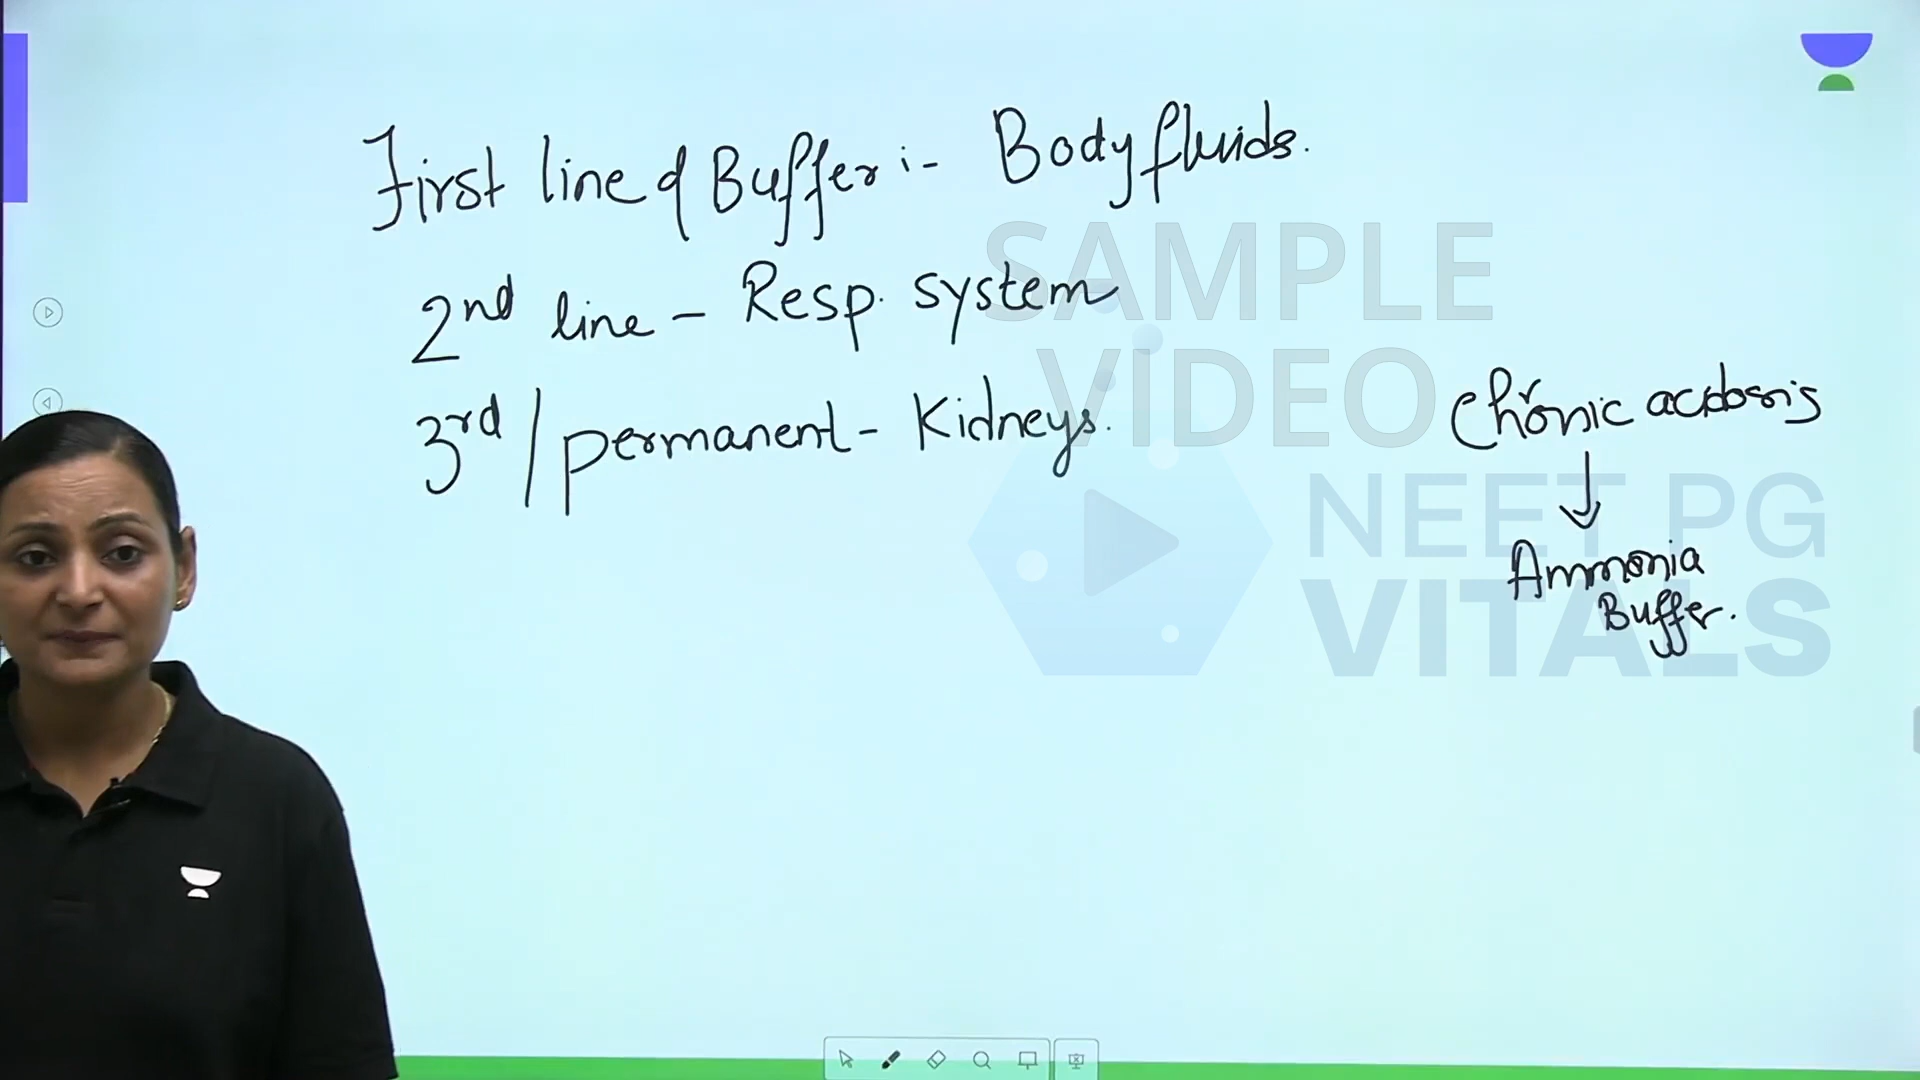 First line of Buffer :- Body fluids.
2nd line - Resp. system
3rd / permanent - Kidneys.
Chronic acidosis
Ammonia
Buffer.
SAMPLE
VIDEO
NEET PG
VITALS